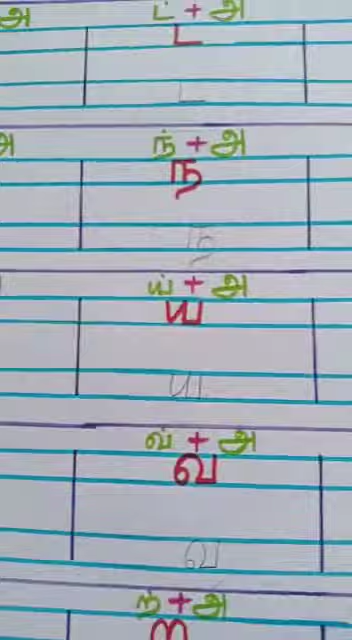 அ ட் + அ
ட
ட
அ ந் + அ
ந
ந
ய் + அ
ய
ய
வ் + அ
வ
வ
ற் + அ